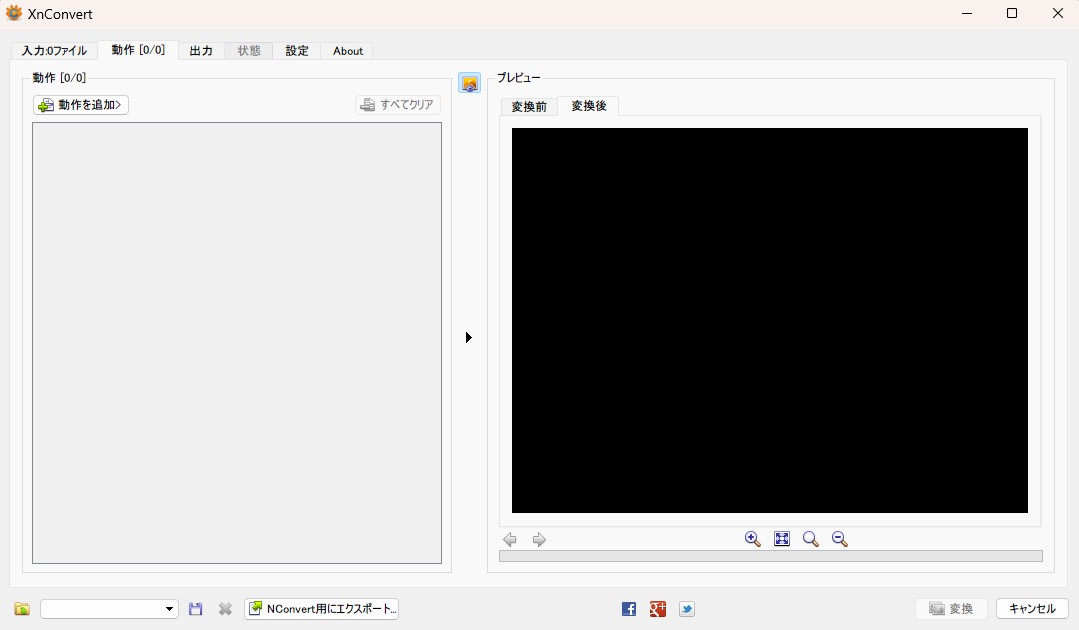 XnConvert
入力:0ファイル 動作 [0/0] 出力 状態 設定 About
動作 [0/0]
プレビュー
動作を追加> すべてクリア
変換前 変換後
NConvert用にエクスポート...
g+
変換 キャンセル